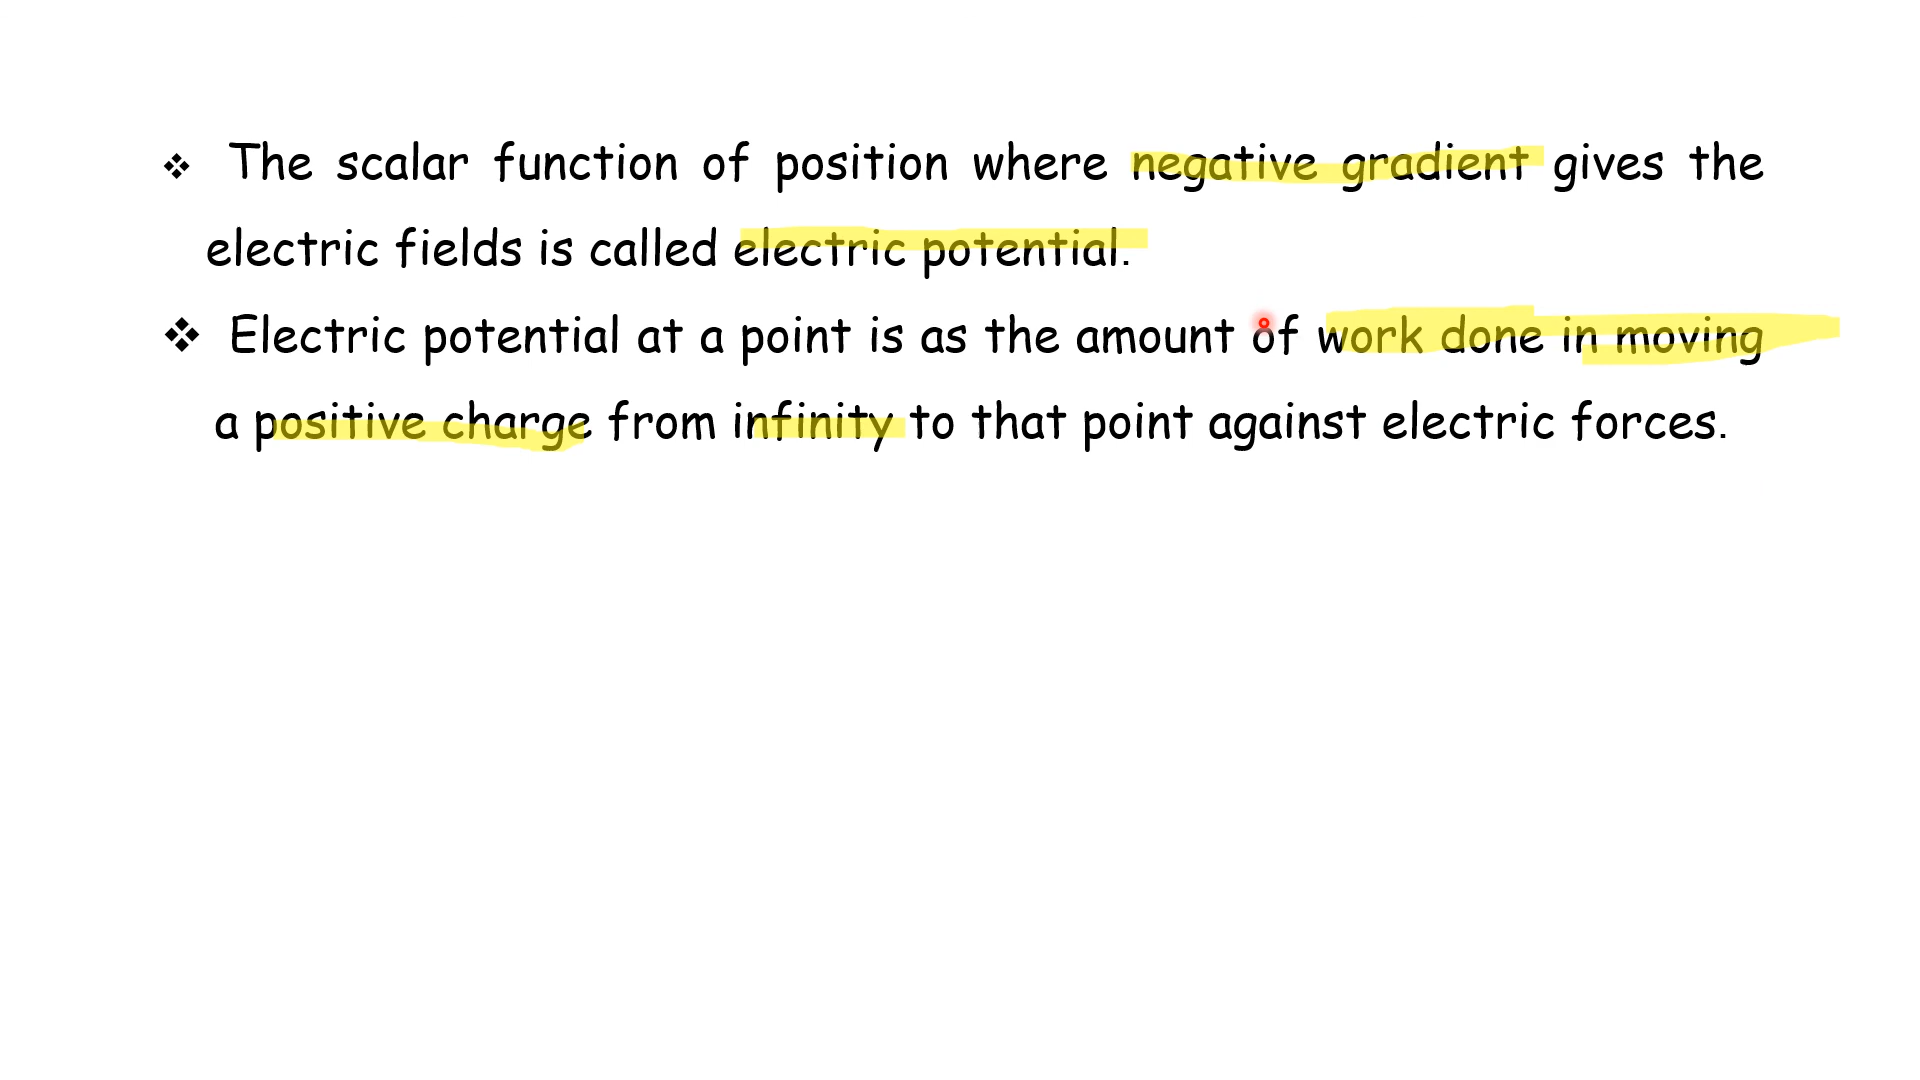 ❖ The scalar function of position where negative gradient gives the
electric fields is called electric potential.
❖ Electric potential at a point is as the amount of work done in moving
a positive charge from infinity to that point against electric forces.